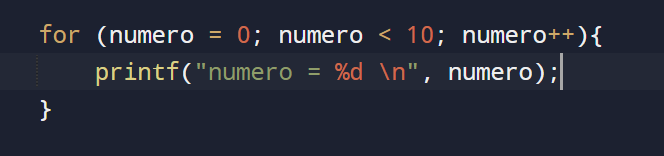 for (numero = 0; numero < 10; numero++){
    printf("numero = %d \n", numero);
}